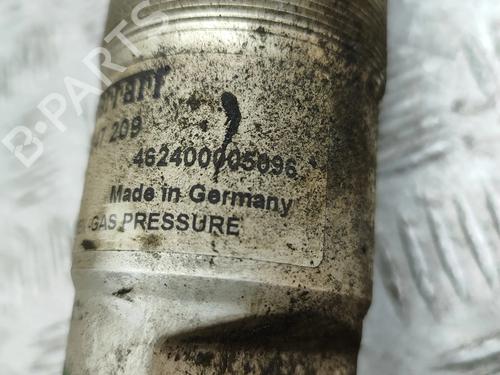 209
462400005096
Made in Germany
-GAS PRESSURE
B-PARTS